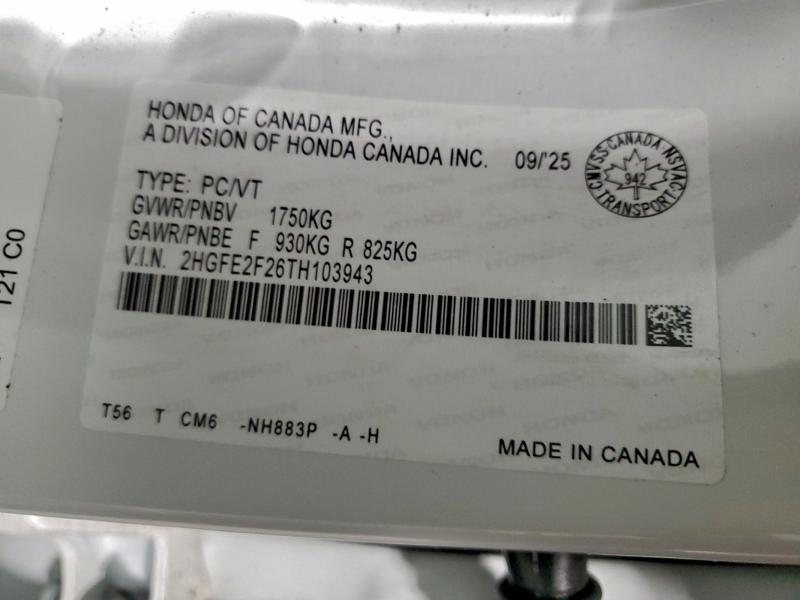 HONDA OF CANADA MFG.,
A DIVISION OF HONDA CANADA INC. 09/'25
CMVSS·CANADA·NSVAC
942
TRANSPORT
TYPE: PC/VT
GVWR/PNBV 1750KG
GAWR/PNBE F 930KG R 825KG
V.I.N. 2HGFE2F26TH103943
T56 T CM6 -NH883P -A -H
MADE IN CANADA
121 C0